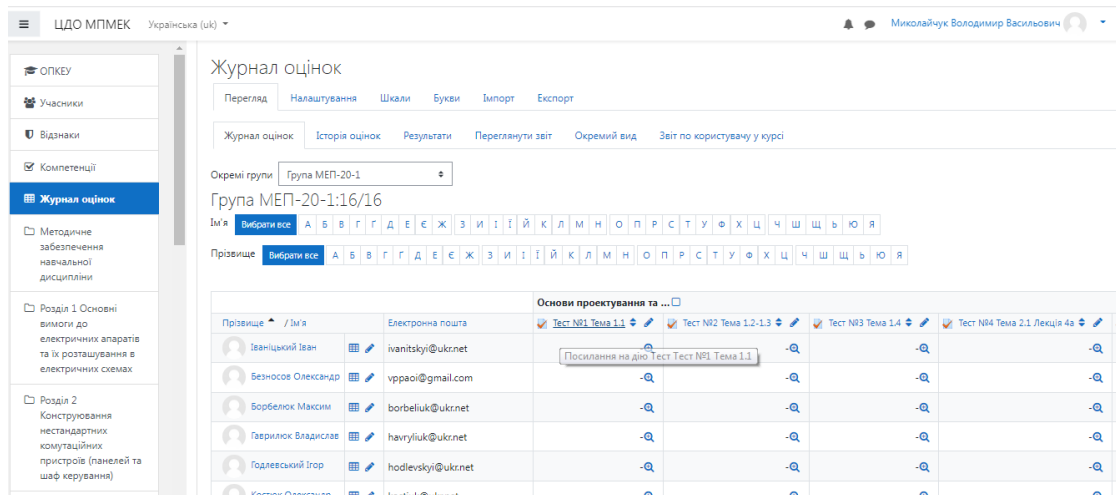 ЦДО МПМЕК Українська (uk) Миколайчук Володимир Васильович
ОПКЕУ
Учасники
Відзнаки
Компетенції
Журнал оцінок
Методичне
забезпечення
навчальної
дисципліни
Розділ 1 Основні
вимоги до
електричних апаратів
та їх розташування в
електричних схемах
Розділ 2
Конструювання
нестандартних
комутаційних
пристроїв (панелей та
шаф керування)
Журнал оцінок
Перегляд Налаштування Шкали Букви Імпорт Експорт
Журнал оцінок Історія оцінок Результати Переглянути звіт Окремий вид Звіт по користувачу у курсі
Окремі групи Група МЕП-20-1
Група МЕП-20-1:16/16
Ім'я Вибрати все А Б В Г Ґ Д Е Є Ж З И І Ї Й К Л М Н О П Р С Т У Ф Х Ц Ч Ш Щ Ь Ю Я
Прізвище Вибрати все А Б В Г Ґ Д Е Є Ж З И І Ї Й К Л М Н О П Р С Т У Ф Х Ц Ч Ш Щ Ь Ю Я
Основи проектування та ...
Прізвище / Ім'я Електронна пошта Тест №1 Тема 1.1 Тест №2 Тема 1.2-1.3 Тест №3 Тема 1.4 Тест №4 Тема 2.1 Лекція 4а
Іваніцький Іван ivanitskyi@ukr.net - - - -
Посилання на дію Тест Тест №1 Тема 1.1
Безносов Олександр vppaoi@gmail.com - - - -
Борбелюк Максим borbeliuk@ukr.net - - - -
Гаврилюк Владислав havryliuk@ukr.net - - - -
Годлевський Ігор hodlevskyi@ukr.net - - - -